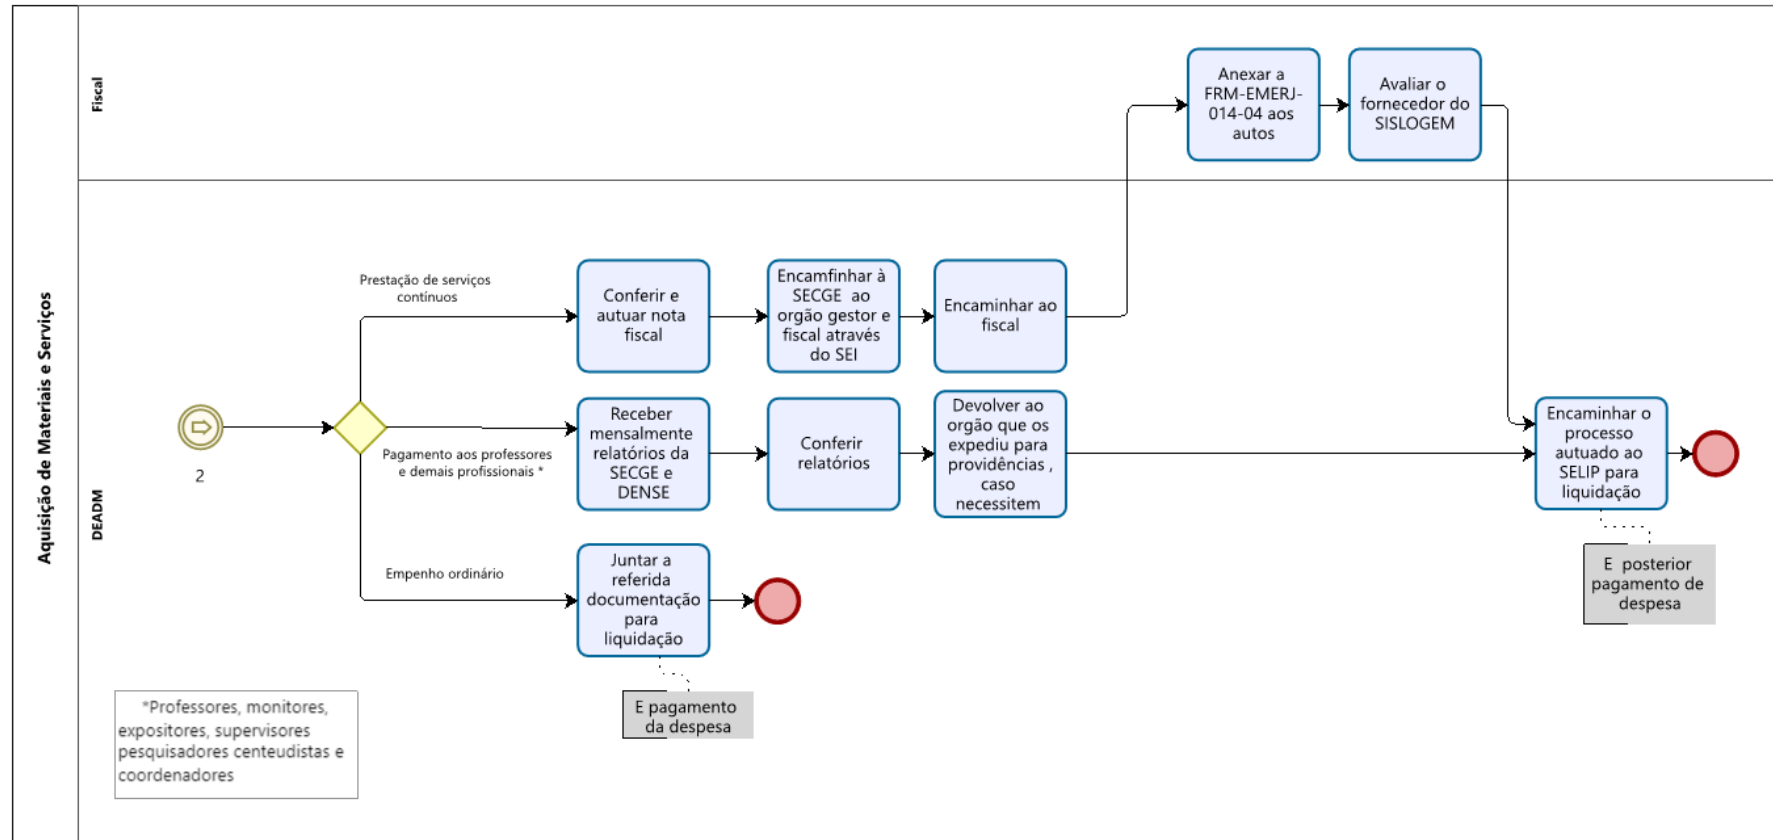 Aquisição de Materiais e Serviços
Fiscal
Anexar a
FRM-EMERJ-
014-04 aos
autos
Avaliar o
fornecedor do
SISLOGEM
DEADM
2
Prestação de serviços
contínuos
Conferir e
autuar nota
fiscal
Encamfinhar à
SECGE ao
orgão gestor e
fiscal através
do SEI
Encaminhar ao
fiscal
Pagamento aos professores
e demais profissionais *
Receber
mensalmente
relatórios da
SECGE e
DENSE
Conferir
relatórios
Devolver ao
orgão que os
expediu para
providências ,
caso
necessitem
Encaminhar o
processo
autuado ao
SELIP para
liquidação
E posterior
pagamento de
despesa
Empenho ordinário
Juntar a
referida
documentação
para
liquidação
E pagamento
da despesa
*Professores, monitores,
expositores, supervisores
pesquisadores centeudistas e
coordenadores